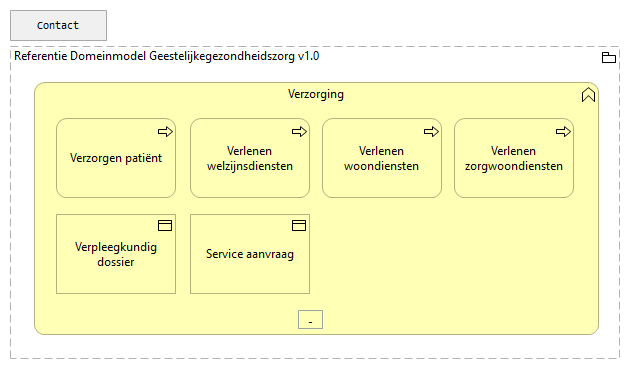 Contact
Referentie Domeinmodel Geestelijkegezondheidszorg v1.0
Verzorging
Verzorgen patiënt
Verlenen
welzijnsdiensten
Verlenen
woondiensten
Verlenen
zorgwoondiensten
Verpleegkundig
dossier
Service aanvraag
-